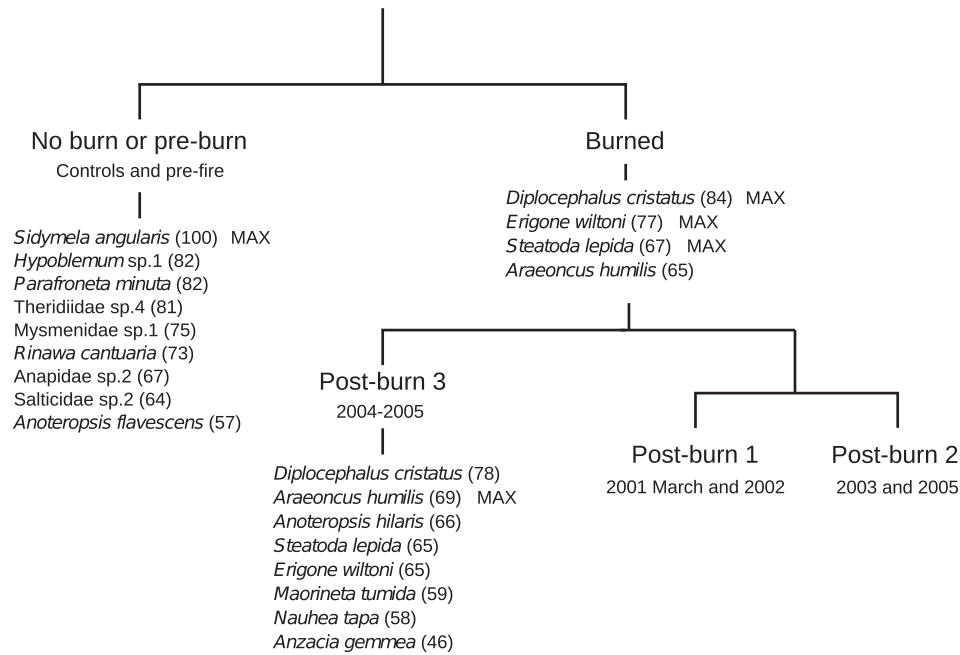 No burn or pre-burn
Controls and pre-fire
Sidymela angularis (100) MAX
Hypoblemum sp.1 (82)
Parafroneta minuta (82)
Theridiidae sp.4 (81)
Mysmenidae sp.1 (75)
Rinawa cantuaria (73)
Anapidae sp.2 (67)
Salticidae sp.2 (64)
Anoteropsis flavescens (57)
Burned
Diplocephalus cristatus (84) MAX
Erigone wiltoni (77) MAX
Steatoda lepida (67) MAX
Araeoncus humilis (65)
Post-burn 3
2004-2005
Diplocephalus cristatus (78)
Araeoncus humilis (69) MAX
Anoteropsis hilaris (66)
Steatoda lepida (65)
Erigone wiltoni (65)
Maorineta tumida (59)
Nauhea tapa (58)
Anzacia gemmea (46)
Post-burn 1
2001 March and 2002
Post-burn 2
2003 and 2005